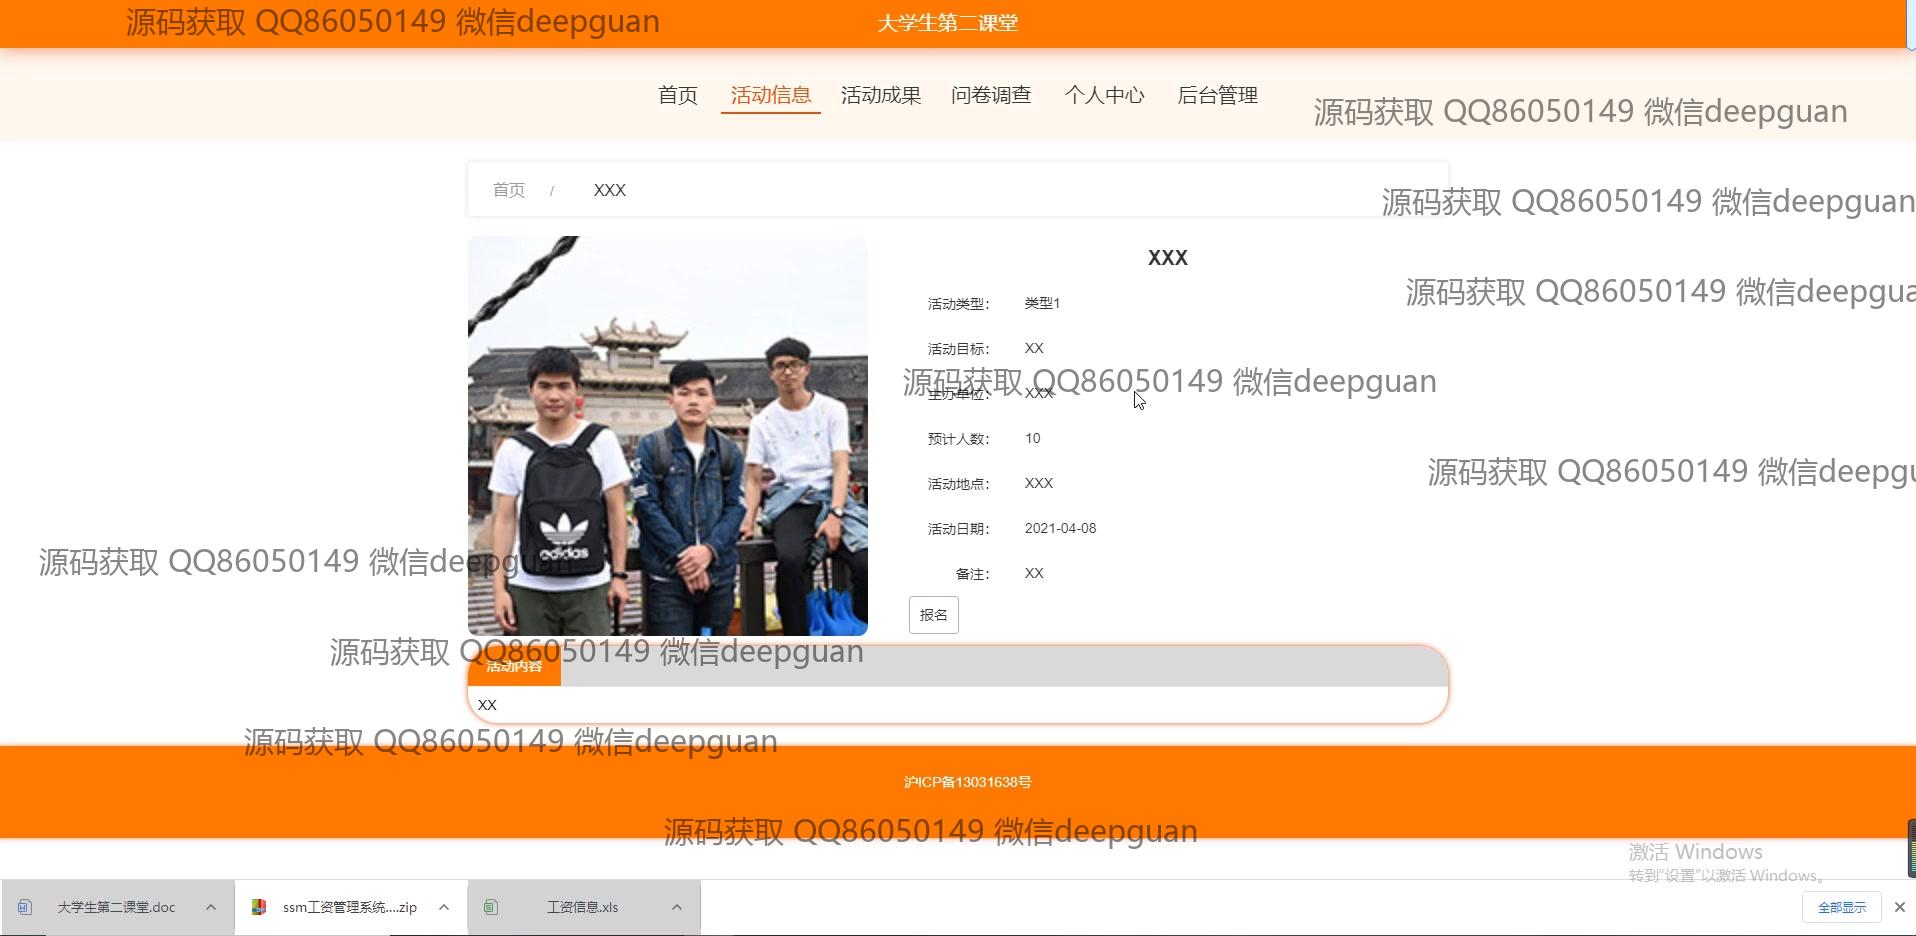 源码获取 QQ86050149 微信deepguan
大学生第二课堂
首页 活动信息 活动成果 问卷调查 个人中心 后台管理
源码获取 QQ86050149 微信deepguan
首页 / XXX
源码获取 QQ86050149 微信deepguan
XXX
源码获取 QQ86050149 微信deepgua
活动类型： 类型1
活动目标： XX
源码获取 QQ86050149 微信deepguan
主办单位： XXX
预计人数： 10
源码获取 QQ86050149 微信deepgu
活动地点： XXX
活动日期： 2021-04-08
adidas
源码获取 QQ86050149 微信deepguan
备注： XX
报名
源码获取 QQ86050149 微信deepguan
活动内容
XX
源码获取 QQ86050149 微信deepguan
沪ICP备13031638号
源码获取 QQ86050149 微信deepguan
激活 Windows
转到“设置”以激活 Windows。
大学生第二课堂.doc
ssm工资管理系统....zip
工资信息.xls
全部显示